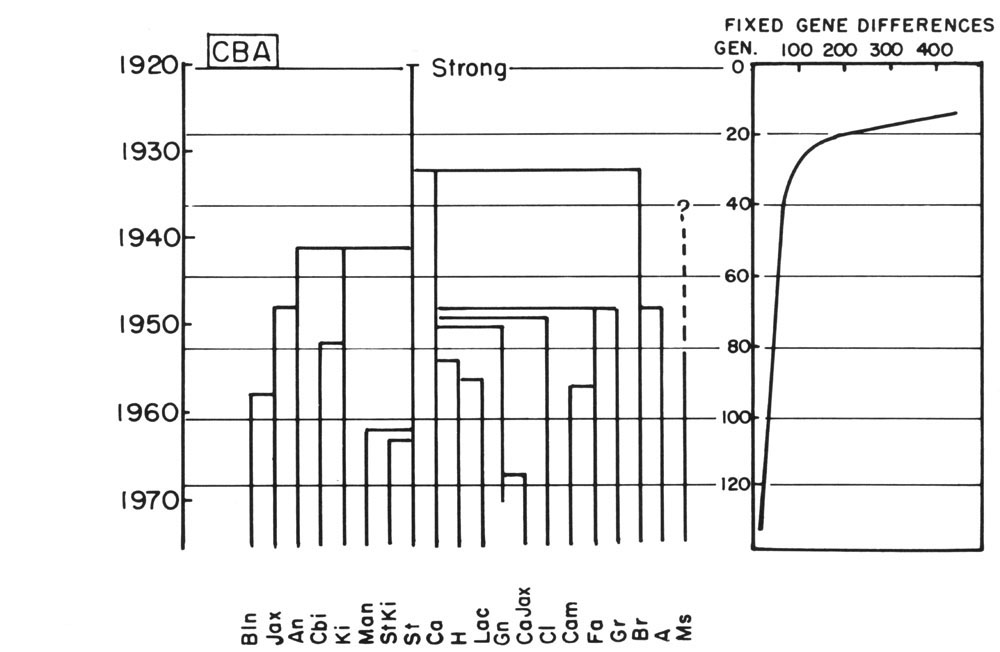 FIXED GENE DIFFERENCES
GEN. 100 200 300 400
CBA
1920
Strong
0
20
1930
?
40
1940
60
1950
80
1960
100
120
1970
Bln
Jax
An
Cbi
Ki
Man
StKi
St
Ca
H
Lac
Gn
CaJax
Cl
Cam
Fa
Gr
Br
A
Ms